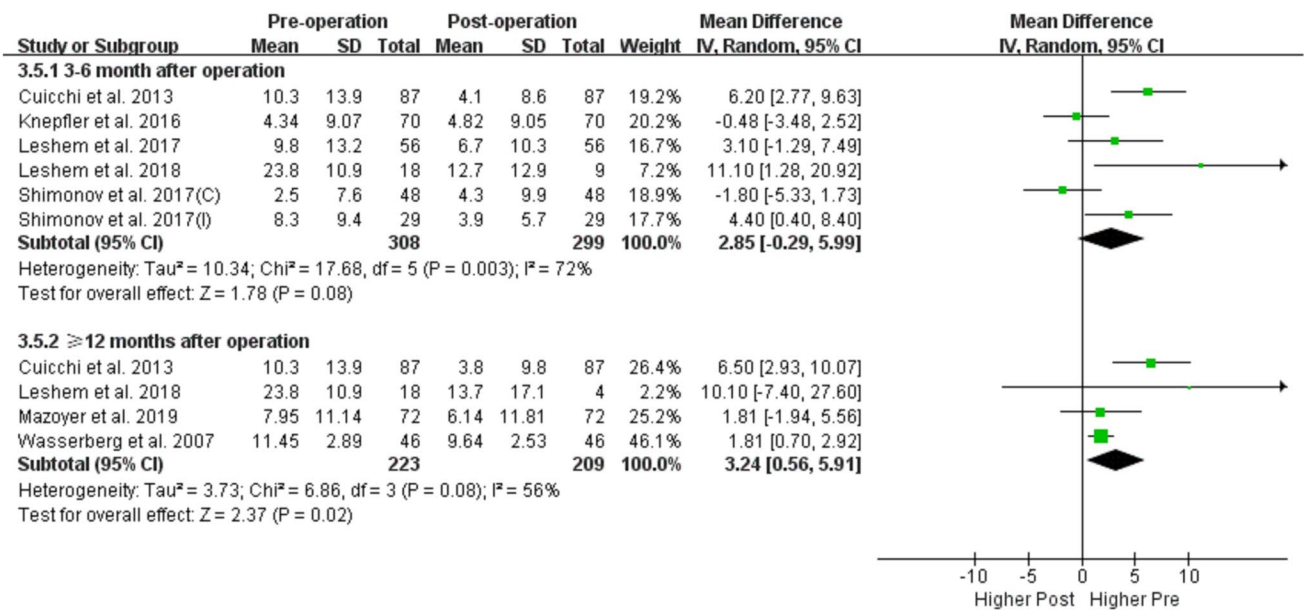 Pre-operation Post-operation Mean Difference Mean Difference
Study or Subgroup Mean SD Total Mean SD Total Weight IV, Random, 95% CI IV, Random, 95% CI
3.5.1 3-6 month after operation
Cuicchi et al. 2013 10.3 13.9 87 4.1 8.6 87 19.2% 6.20 [2.77, 9.63]
Knepfler et al. 2016 4.34 9.07 70 4.82 9.05 70 20.2% -0.48 [-3.48, 2.52]
Leshem et al. 2017 9.8 13.2 56 6.7 10.3 56 16.7% 3.10 [-1.29, 7.49]
Leshem et al. 2018 23.8 10.9 18 12.7 12.9 9 7.2% 11.10 [1.28, 20.92]
Shimonov et al. 2017(C) 2.5 7.6 48 4.3 9.9 48 18.9% -1.80 [-5.33, 1.73]
Shimonov et al. 2017(I) 8.3 9.4 29 3.9 5.7 29 17.7% 4.40 [0.40, 8.40]
Subtotal (95% CI) 308 299 100.0% 2.85 [-0.29, 5.99]
Heterogeneity: Tau² = 10.34; Chi² = 17.68, df = 5 (P = 0.003); I² = 72%
Test for overall effect: Z = 1.78 (P = 0.08)
3.5.2 ⩾12 months after operation
Cuicchi et al. 2013 10.3 13.9 87 3.8 9.8 87 26.4% 6.50 [2.93, 10.07]
Leshem et al. 2018 23.8 10.9 18 13.7 17.1 4 2.2% 10.10 [-7.40, 27.60]
Mazoyer et al. 2019 7.95 11.14 72 6.14 11.81 72 25.2% 1.81 [-1.94, 5.56]
Wasserberg et al. 2007 11.45 2.89 46 9.64 2.53 46 46.1% 1.81 [0.70, 2.92]
Subtotal (95% CI) 223 209 100.0% 3.24 [0.56, 5.91]
Heterogeneity: Tau² = 3.73; Chi² = 6.86, df = 3 (P = 0.08); I² = 56%
Test for overall effect: Z = 2.37 (P = 0.02)
-10 -5 0 5 10
Higher Post Higher Pre